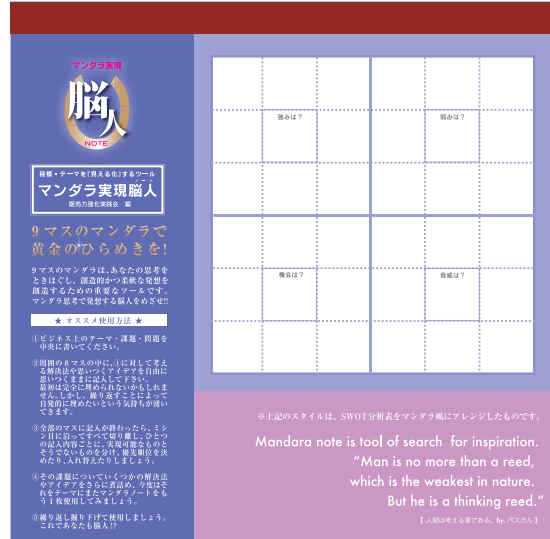 マンダラ実現
脳人
NOTE
目標・テーマを『見える化』するツール
ノート
マンダラ実現脳人
販売力強化実践会 編
9マスのマンダラで
黄金のひらめきを!
9マスのマンダラは、あなたの思考を
ときほぐし、創造的かつ柔軟な発想を
創造するための重要なツールです。
マンダラ思考で発想する脳人をめざせ!!
★ オススメ使用方法 ★
①ビジネス上のテーマ・課題・問題を
中央に書いてください。
②周囲の8マスの中に、①に対して考え
る解決法や思いつくアイデアを自由に
思いつくままに記入して下さい。
最初は完全に埋められないかもしれま
せん。しかし、繰り返すことによって
自発的に埋めたいという気持ちが湧い
てきます。
③全部のマスに記入が終わったら、ミシ
ン目に沿ってすべて切り離し、ひとつ
の記入内容ごとに、実現可能なものと
そうでないものを分け、優先順位を決
めたり、入れ替えたりしましょう。
④その課題についていくつかの解決法
やアイデアをさらに煮詰め、今度はそ
れをテーマにまたマンダラノートをも
う1枚使用してみましょう。
⑤繰り返し掘り下げて使用しましょう。
これであなたも脳人!?
強みは?
弱みは?
機会は?
脅威は?
※上記のスタイルは、SWOT分析表をマンダラ風にアレンジしたものです。
Mandara note is tool of search for inspiration.
"Man is no more than a reed,
which is the weakest in nature.
But he is a thinking reed."
【 人間は考える葦である。by. パスカル 】